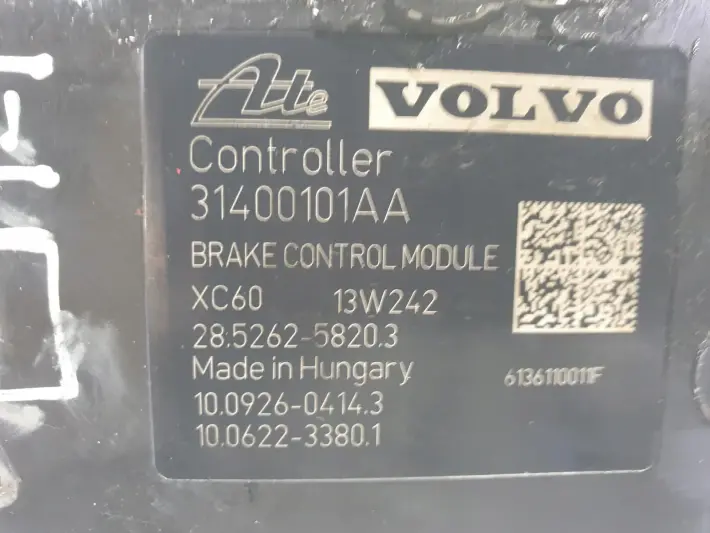 Ate VOLVO
Controller
31400101AA
BRAKE CONTROL MODULE
XC60 13W242
28.5262-5820.3
Made in Hungary
6136110011F
10.0926-0414.3
10.0622-3380.1